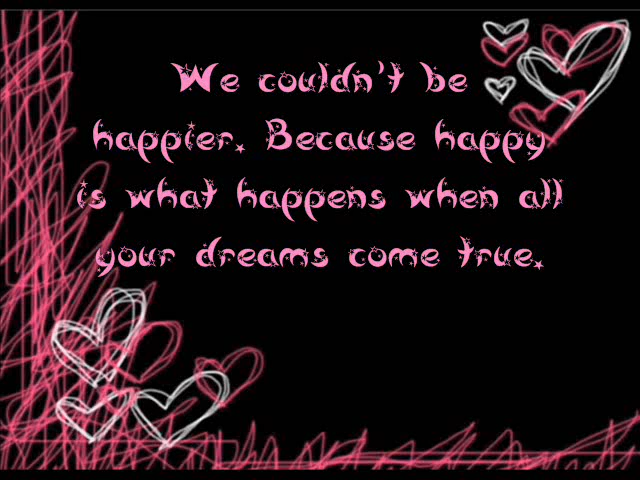 We couldn't be
happier. Because happy
is what happens when all
your dreams come true.